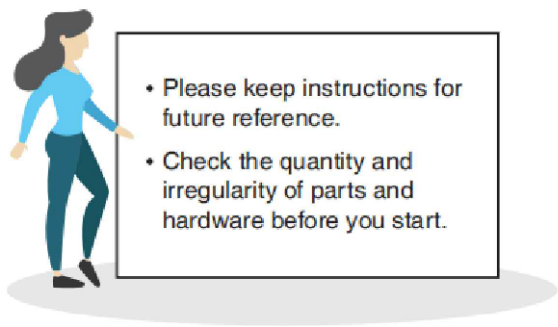 • Please keep instructions for
future reference.
• Check the quantity and
irregularity of parts and
hardware before you start.